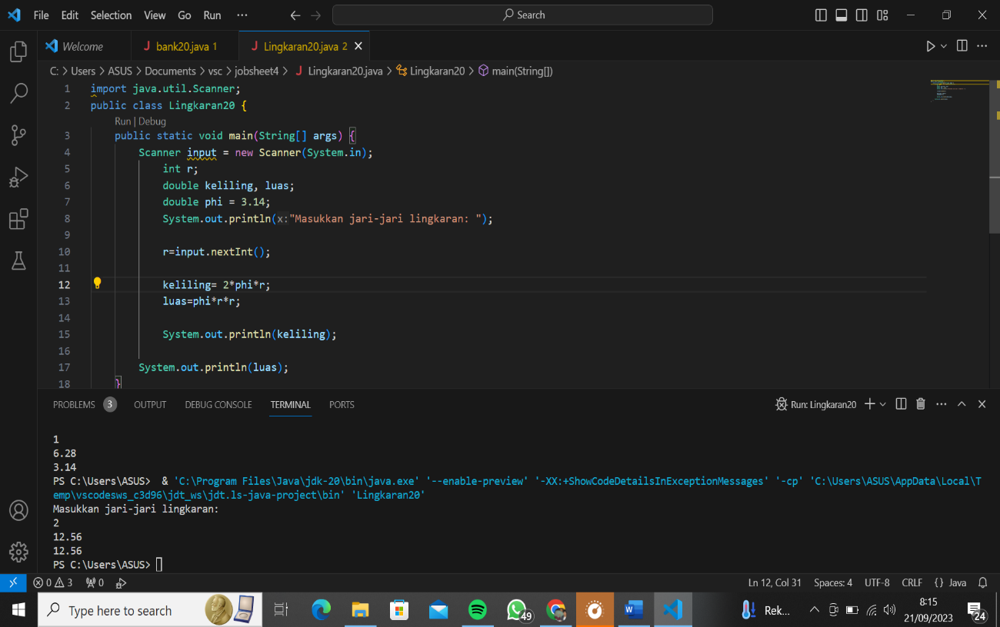 File Edit Selection View Go Run ··· Search
Welcome bank20.java 1 Lingkaran20.java 2
C: > Users > ASUS > Documents > vsc > jobsheet4 > J Lingkaran20.java > Lingkaran20 > main(String[])
1 import java.util.Scanner;
2 public class Lingkaran20 {
Run | Debug
3 public static void main(String[] args) {
4 Scanner input = new Scanner(System.in);
5 int r;
6 double keliling, luas;
7 double phi = 3.14;
8 System.out.println(x:"Masukkan jari-jari lingkaran: ");
9
10 r=input.nextInt();
11
12 keliling= 2*phi*r;
13 luas=phi*r*r;
14
15 System.out.println(keliling);
16
17 System.out.println(luas);
18 }
PROBLEMS 3 OUTPUT DEBUG CONSOLE TERMINAL PORTS Run: Lingkaran20
1
6.28
3.14
PS C:\Users\ASUS> & 'C:\Program Files\Java\jdk-20\bin\java.exe' '--enable-preview' '-XX:+ShowCodeDetailsInExceptionMessages' '-cp' 'C:\Users\ASUS\AppData\Local\T
emp\vscodesws_c3d96\jdt_ws\jdt.ls-java-project\bin' 'Lingkaran20'
Masukkan jari-jari lingkaran:
2
12.56
12.56
PS C:\Users\ASUS>
0 3 0 Ln 12, Col 31 Spaces: 4 UTF-8 CRLF {} Java
Type here to search 49 Rek... 8:15
21/09/2023 24